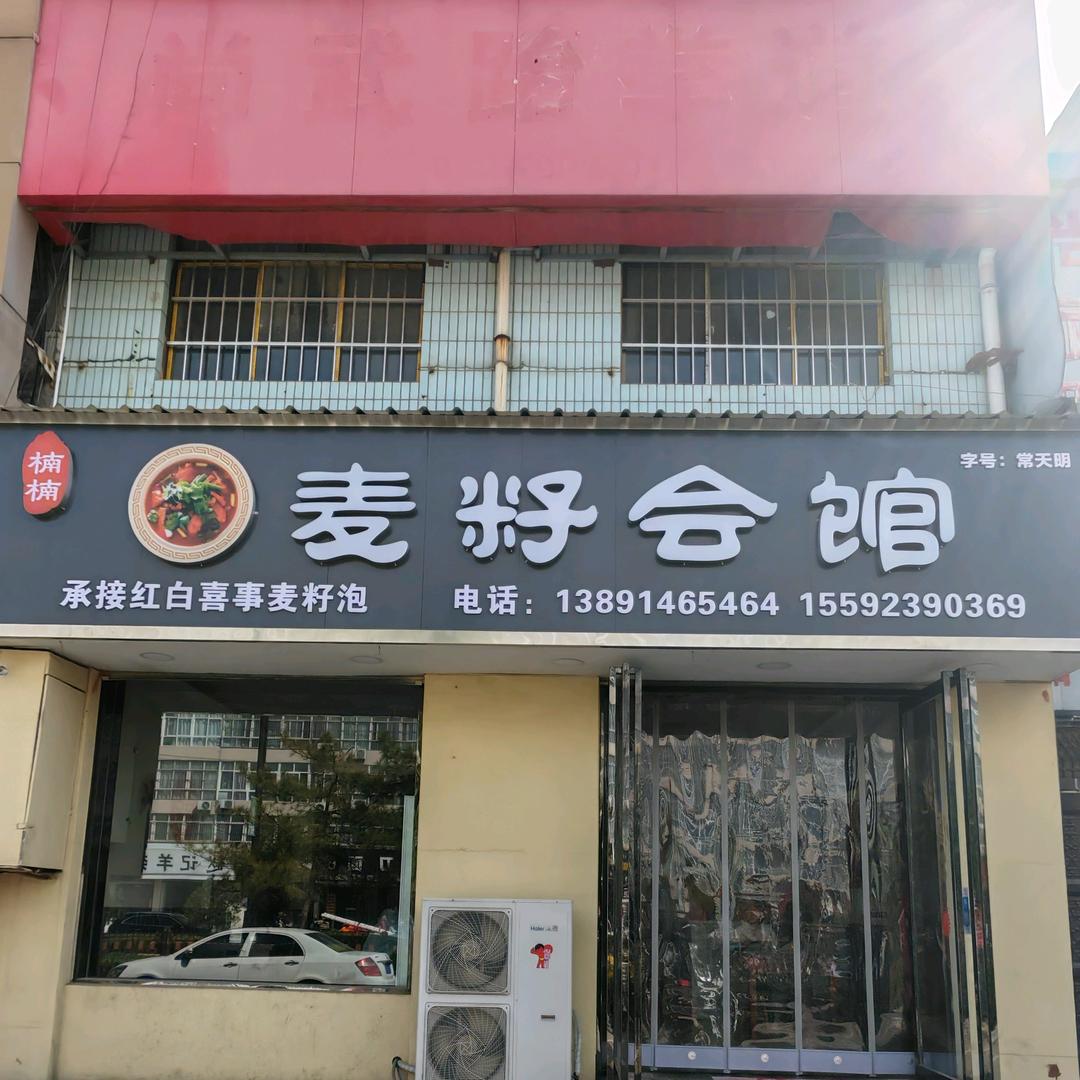 楠楠
麦籽会馆
字号：常天明
承接红白喜事麦籽泡
电话：13891465464 15592390369
Haier